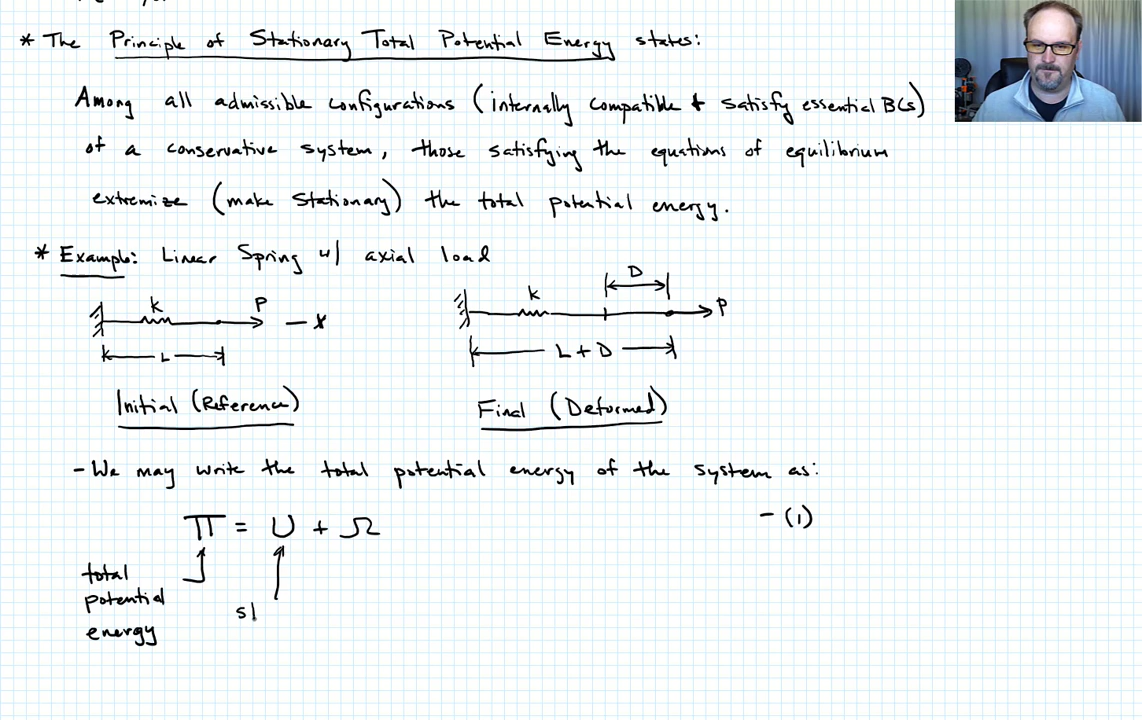 * The Principle of Stationary Total Potential Energy states:
Among all admissible configurations (internally compatible + satisfy essential BCs)
of a conservative system, those satisfying the equations of equilibrium
extremize (make stationary) the total potential energy.
* Example: Linear Spring w/ axial load
D
k P k P
x
L L + D
Initial (Reference) Final (Deformed)
- We may write the total potential energy of the system as:
Π = U + Ω - (1)
total
potential
energy